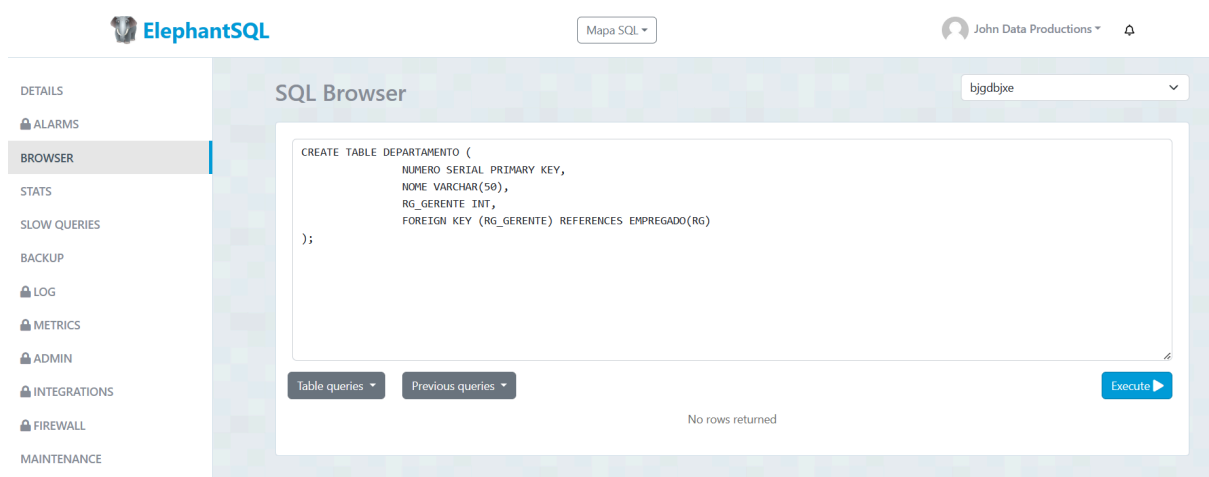 ElephantSQL
Mapa SQL
John Data Productions
DETAILS
ALARMS
BROWSER
STATS
SLOW QUERIES
BACKUP
LOG
METRICS
ADMIN
INTEGRATIONS
FIREWALL
MAINTENANCE
SQL Browser
bjgdbjxe
CREATE TABLE DEPARTAMENTO (
NUMERO SERIAL PRIMARY KEY,
NOME VARCHAR(50),
RG_GERENTE INT,
FOREIGN KEY (RG_GERENTE) REFERENCES EMPREGADO(RG)
);
Table queries
Previous queries
Execute
No rows returned